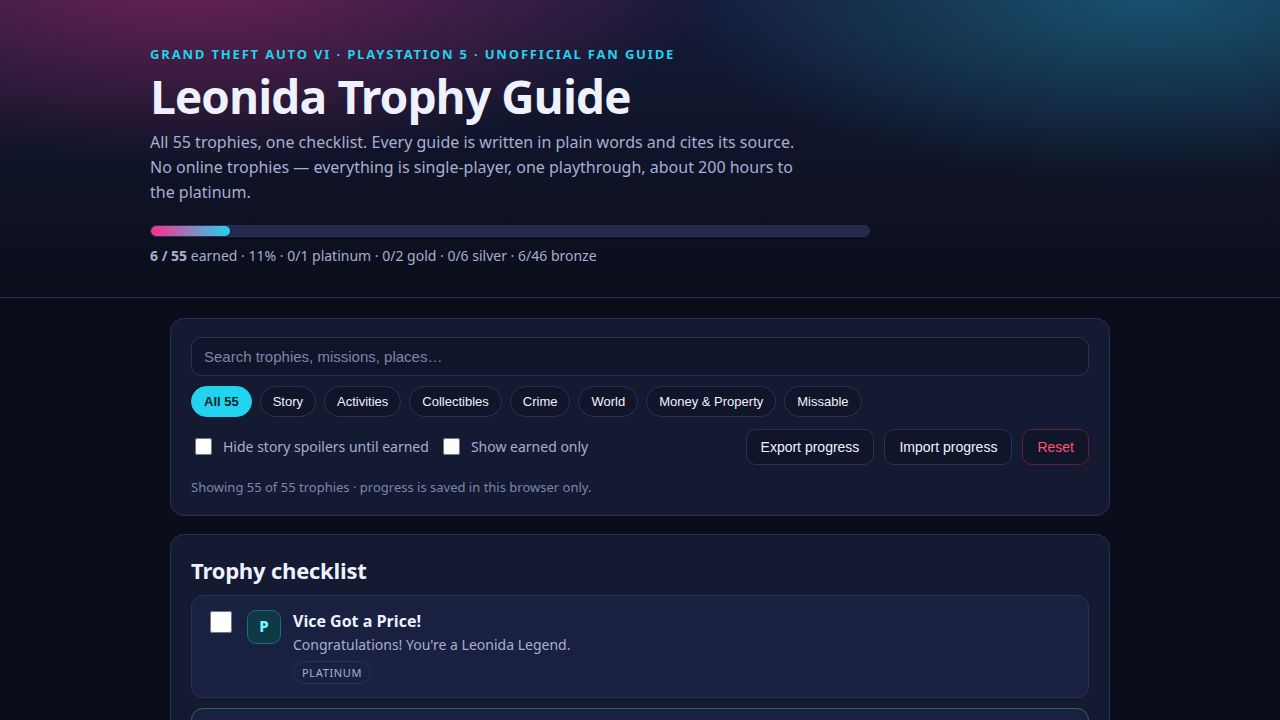 GRAND THEFT AUTO VI · PLAYSTATION 5 · UNOFFICIAL FAN GUIDE
Leonida Trophy Guide
All 55 trophies, one checklist. Every guide is written in plain words and cites its source.
No online trophies — everything is single-player, one playthrough, about 200 hours to
the platinum.
6 / 55 earned · 11% · 0/1 platinum · 0/2 gold · 0/6 silver · 6/46 bronze
Search trophies, missions, places…
All 55 Story Activities Collectibles Crime World Money & Property Missable
Hide story spoilers until earned Show earned only Export progress Import progress Reset
Showing 55 of 55 trophies · progress is saved in this browser only.
Trophy checklist
P Vice Got a Price!
Congratulations! You're a Leonida Legend.
PLATINUM